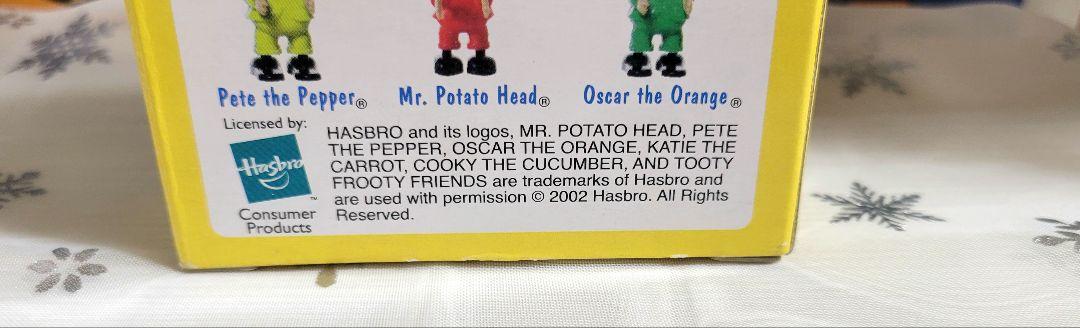 Pete the Pepper® Mr. Potato Head® Oscar the Orange®
Licensed by:
Hasbro
™
Consumer
Products
HASBRO and its logos, MR. POTATO HEAD, PETE
THE PEPPER, OSCAR THE ORANGE, KATIE THE
CARROT, COOKY THE CUCUMBER, AND TOOTY
FROOTY FRIENDS are trademarks of Hasbro and
are used with permission © 2002 Hasbro. All Rights
Reserved.